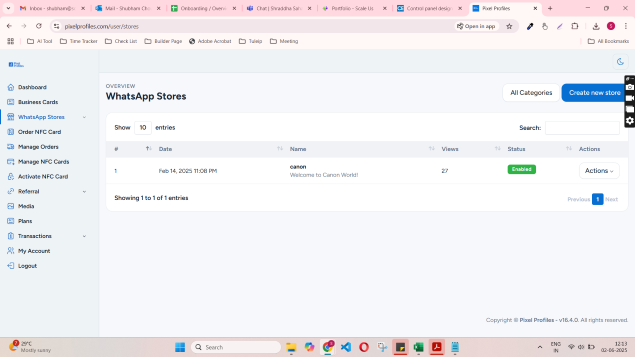 Inbox - shubham@
Mail - Shubham Cha
Onboarding / Overv
Chat | Shraddha Sar
Portfolio - Scale Us
Control panel desig
Pixel Profiles
pixelprofiles.com/user/stores
Open in app
AI Tool
Time Tracker
Check List
Builder Page
Adobe Acrobat
Tuleip
Meeting
All Bookmarks
Dashboard
Business Cards
WhatsApp Stores
Order NFC Card
Manage Orders
Manage NFC Cards
Activate NFC Card
Referral
Media
Plans
Transactions
My Account
Logout
OVERVIEW
WhatsApp Stores
All Categories
Create new store
Show 10 entries
Search:
# Date Name Views Status Actions
1 Feb 14, 2025 11:08 PM canon 27 Enabled Actions
Welcome to Canon World!
Showing 1 to 1 of 1 entries
Previous 1 Next
Copyright © Pixel Profiles - v16.4.0. All rights reserved.
29°C
Mostly sunny
Search
ENG
IN
12:13
02-06-2025